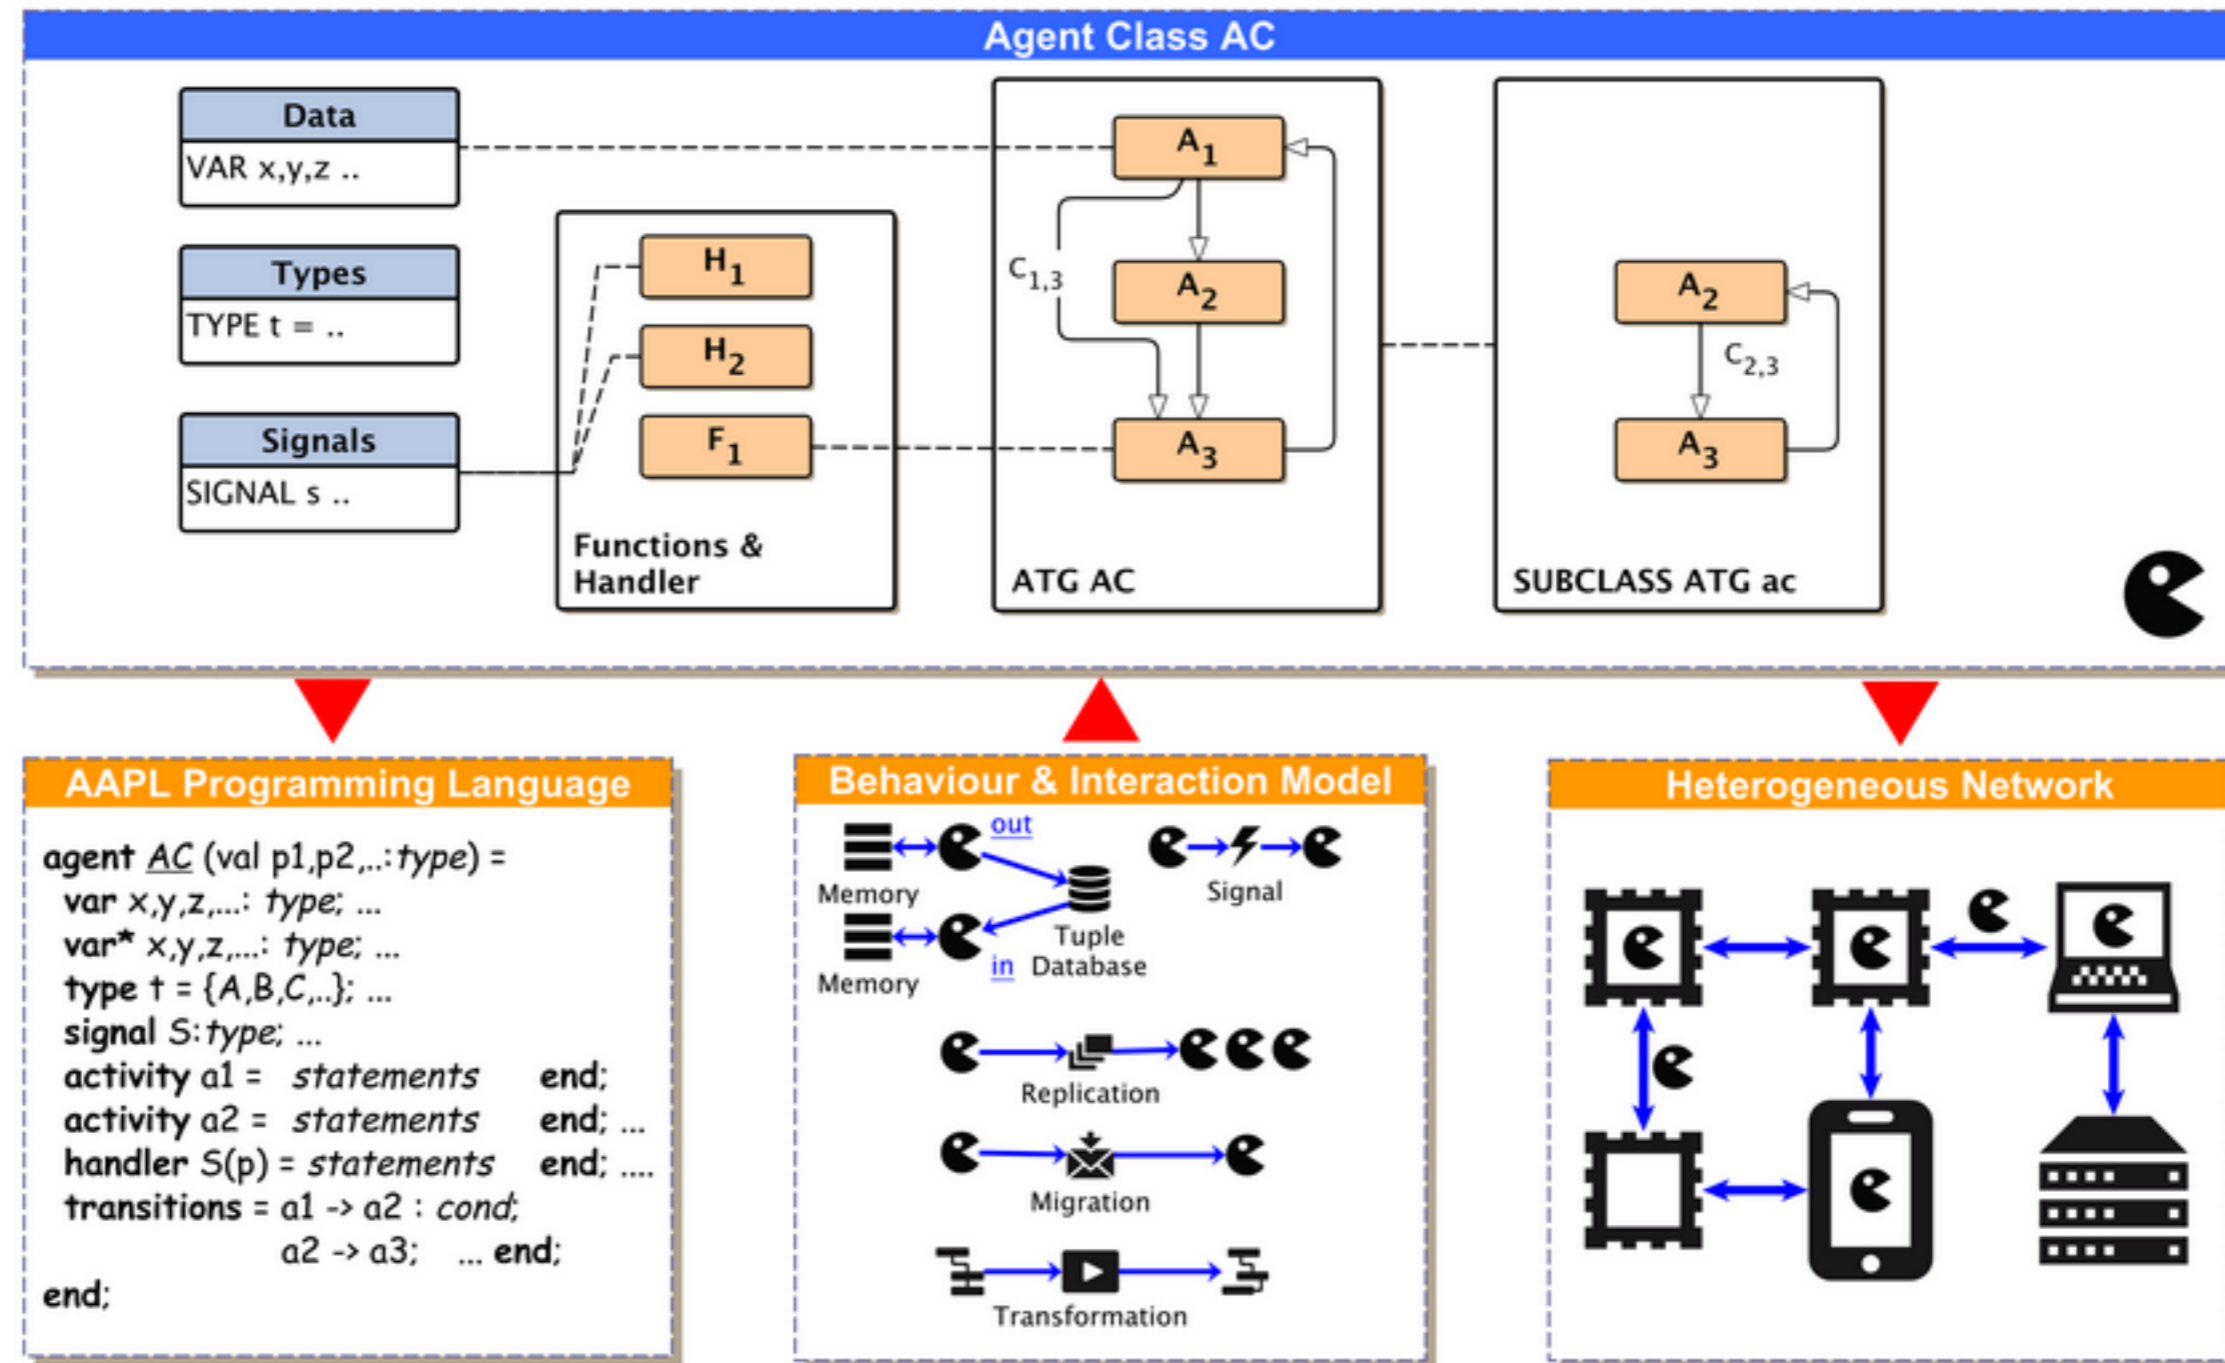 Agent Class AC
Data
VAR x,y,z ..
Types
TYPE t = ..
Signals
SIGNAL s ..
H1
H2
F1
Functions &
Handler
A1
C1,3
A2
A3
ATG AC
A2
C2,3
A3
SUBCLASS ATG ac
AAPL Programming Language
agent AC (val p1,p2,..:type) =
var x,y,z,...: type; ...
var* x,y,z,...: type; ...
type t = {A,B,C,..}; ...
signal S:type; ...
activity a1 = statements end;
activity a2 = statements end; ...
handler S(p) = statements end; ....
transitions = a1 -> a2 : cond;
a2 -> a3; ... end;
end;
Behaviour & Interaction Model
out
Memory
Signal
Tuple
Database
in
Memory
Replication
Migration
Transformation
Heterogeneous Network